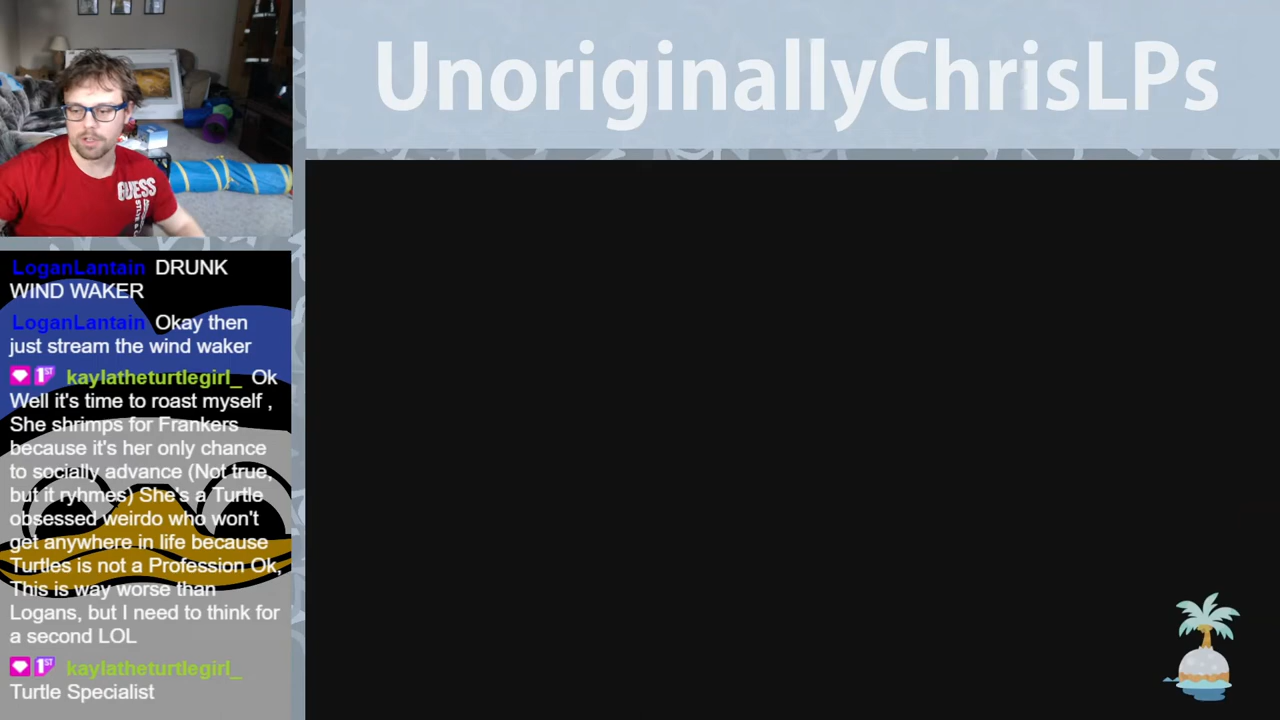 UnoriginallyChrisLPs
GUESS
LoganLantain DRUNK
WIND WAKER
LoganLantain Okay then
just stream the wind waker
1ST kaylatheturtlegirl_ Ok
Well it's time to roast myself ,
She shrimps for Frankers
because it's her only chance
to socially advance (Not true,
but it ryhmes) She's a Turtle
obsessed weirdo who won't
get anywhere in life because
Turtles is not a Profession Ok,
This is way worse than
Logans, but I need to think for
a second LOL
1ST kaylatheturtlegirl_
Turtle Specialist